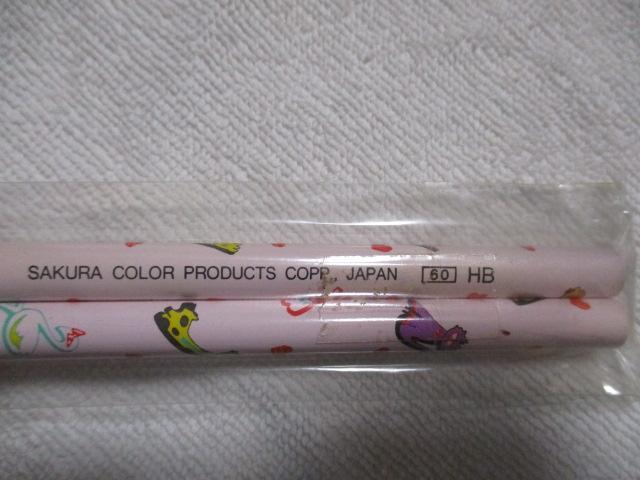 SAKURA COLOR PRODUCTS CORP., JAPAN 60 HB